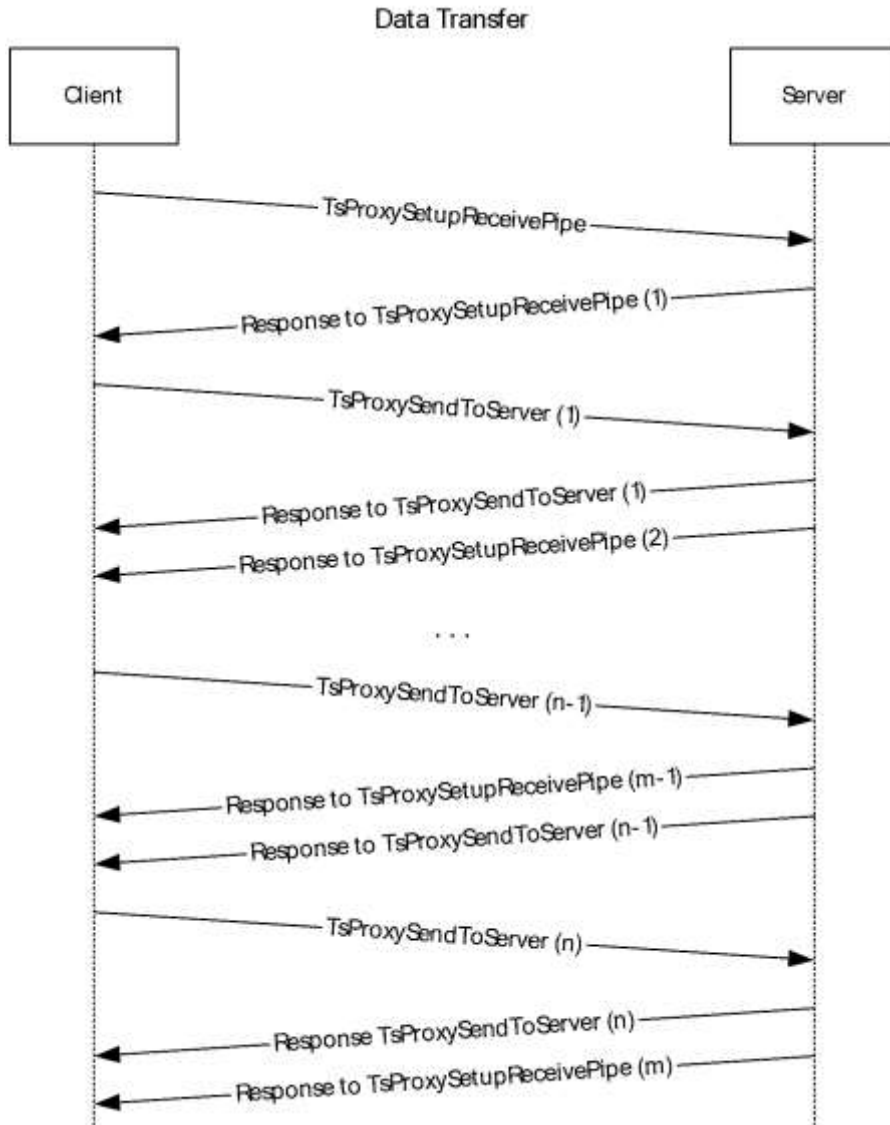 Data Transfer
Client
Server
TsProxySetupReceivePipe
Response to TsProxySetupReceivePipe (1)
TsProxySendToServer (1)
Response to TsProxySendToServer (1)
Response to TsProxySetupReceivePipe (2)
. . .
TsProxySendToServer (n-1)
Response to TsProxySetupReceivePipe (m-1)
Response to TsProxySendToServer (n-1)
TsProxySendToServer (n)
Response TsProxySendToServer (n)
Response to TsProxySetupReceivePipe (m)